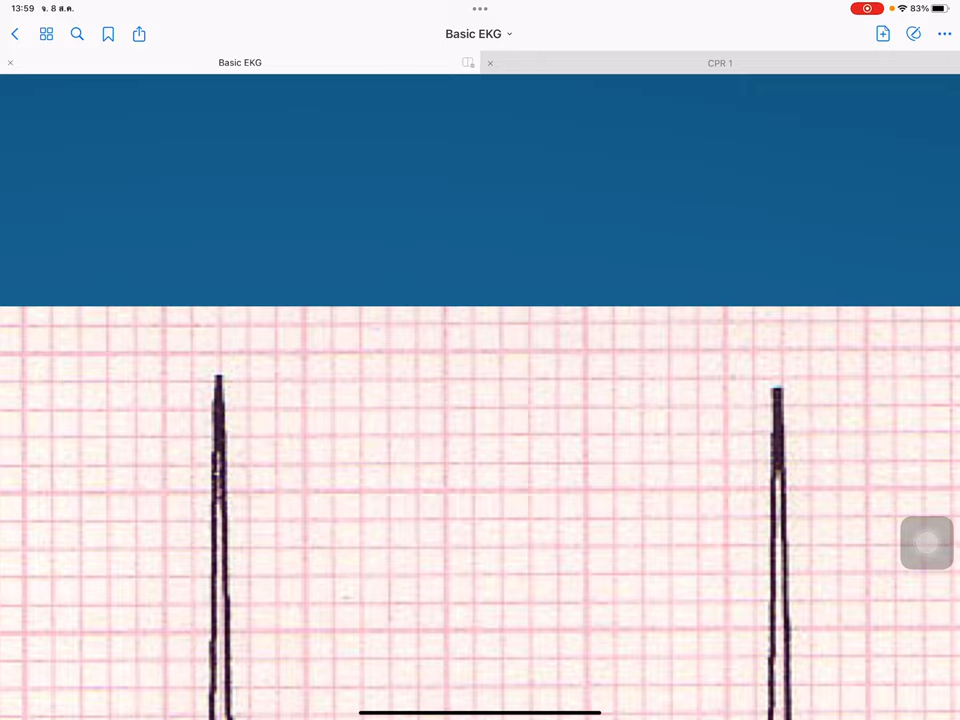 13:59 จ. 8 ส.ค.
83%
Basic EKG
Basic EKG
CPR 1